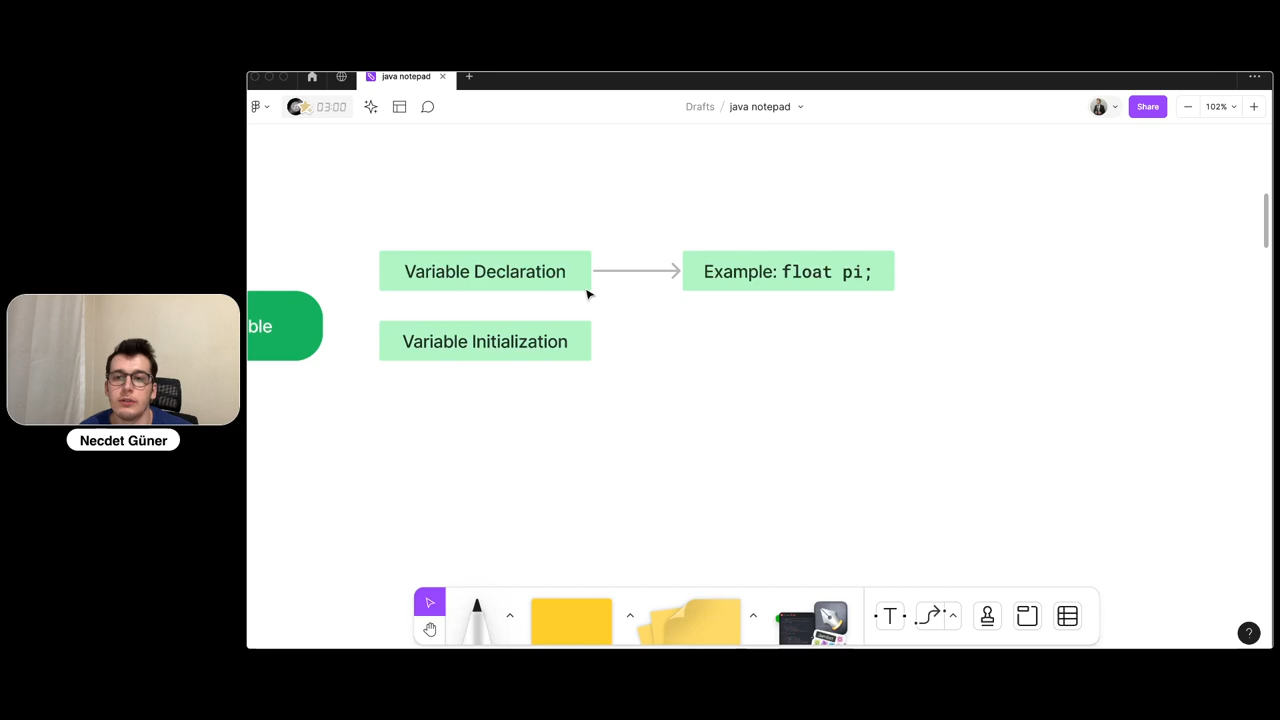 java notepad
03:00
Drafts / java notepad
Share
102%
Variable Declaration
Example: float pi;
ble
Variable Initialization
Necdet Güner
T
?